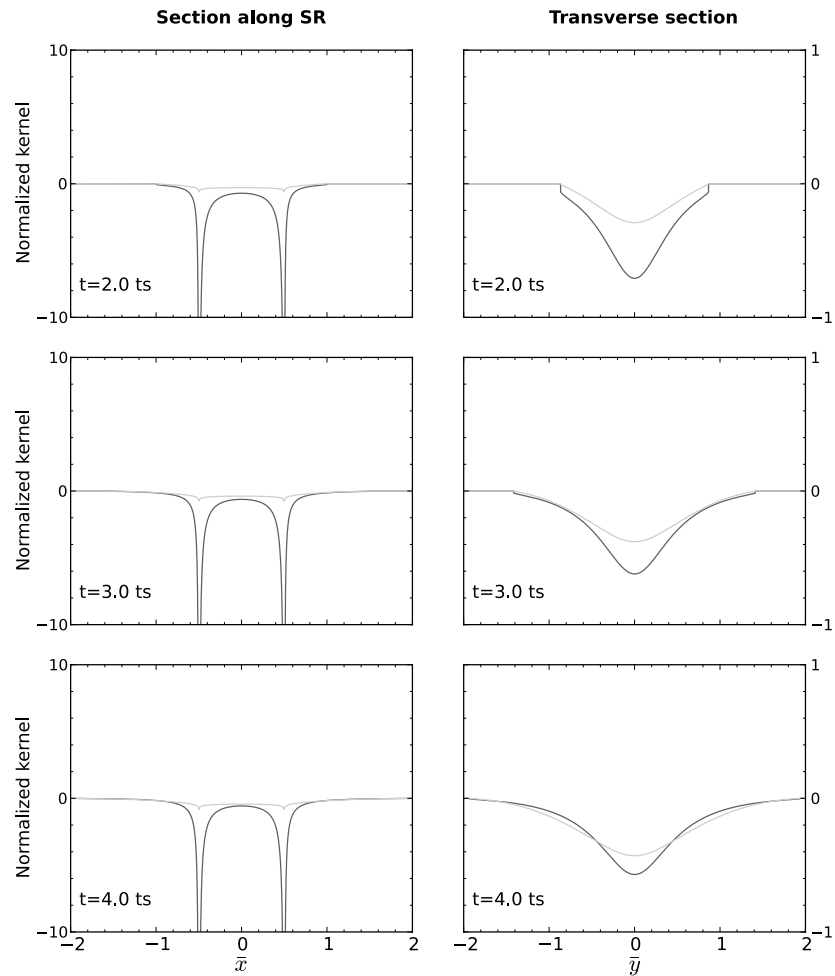 Section along SR
Transverse section
10
1
Normalized kernel
0
0
t=2.0 ts
t=2.0 ts
−10
−1
10
1
Normalized kernel
0
0
t=3.0 ts
t=3.0 ts
−10
−1
10
1
Normalized kernel
0
0
t=4.0 ts
t=4.0 ts
−10
−1
−2 −1 0 1 2
−2 −1 0 1 2
x̄
ȳ